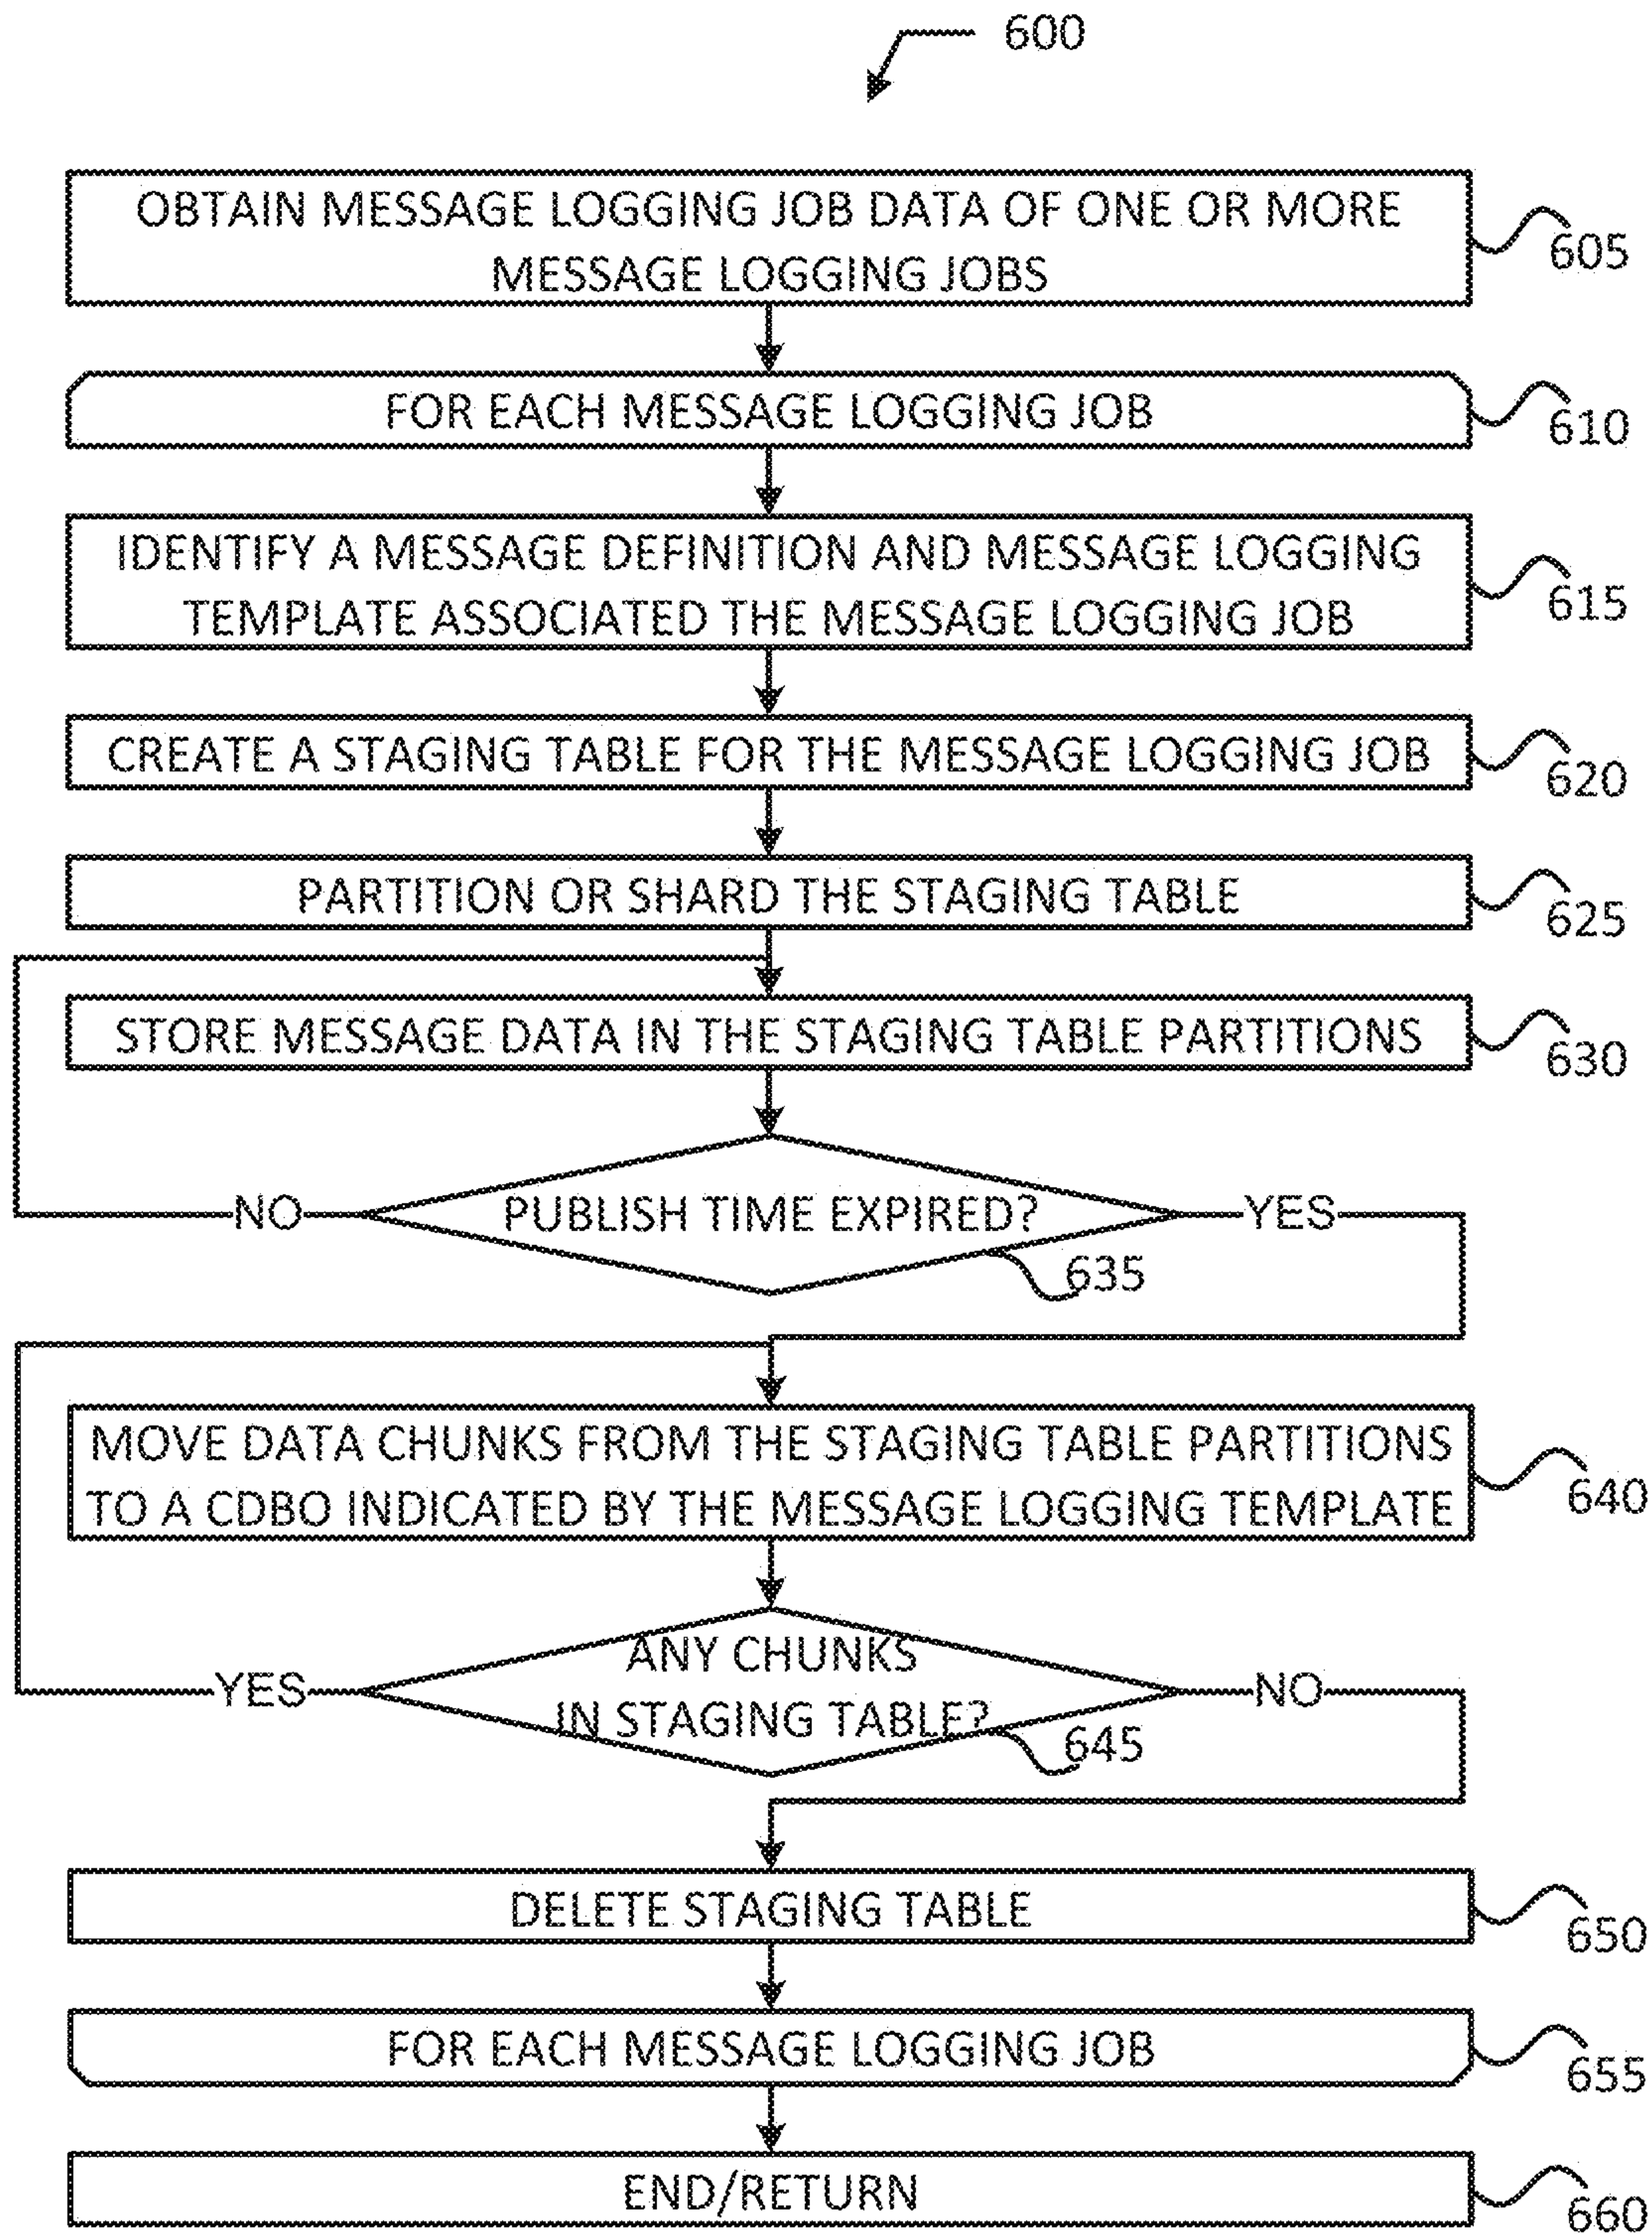 600
OBTAIN MESSAGE LOGGING JOB DATA OF ONE OR MORE
MESSAGE LOGGING JOBS
605
FOR EACH MESSAGE LOGGING JOB
610
IDENTIFY A MESSAGE DEFINITION AND MESSAGE LOGGING
TEMPLATE ASSOCIATED THE MESSAGE LOGGING JOB
615
CREATE A STAGING TABLE FOR THE MESSAGE LOGGING JOB
620
PARTITION OR SHARD THE STAGING TABLE
625
STORE MESSAGE DATA IN THE STAGING TABLE PARTITIONS
630
NO PUBLISH TIME EXPIRED? YES
635
MOVE DATA CHUNKS FROM THE STAGING TABLE PARTITIONS
TO A CDBO INDICATED BY THE MESSAGE LOGGING TEMPLATE
640
ANY CHUNKS
YES NO
IN STAGING TABLE?
645
DELETE STAGING TABLE
650
FOR EACH MESSAGE LOGGING JOB
655
END/RETURN
660